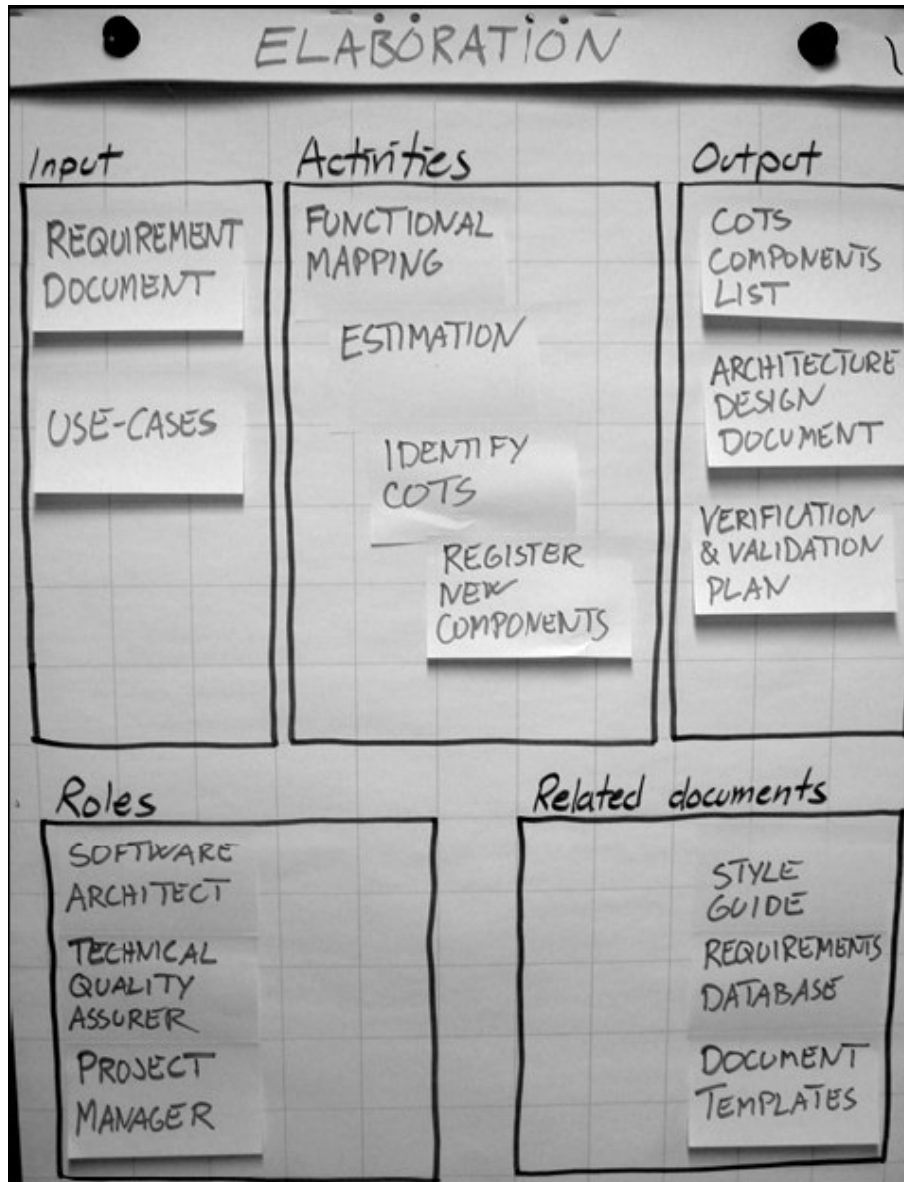 ELABORATION
Input
REQUIREMENT
DOCUMENT
USE-CASES
Activities
FUNCTIONAL
MAPPING
ESTIMATION
IDENTIFY
COTS
REGISTER
NEW
COMPONENTS
Output
COTS
COMPONENTS
LIST
ARCHITECTURE
DESIGN
DOCUMENT
VERIFICATION
& VALIDATION
PLAN
Roles
SOFTWARE
ARCHITECT
TECHNICAL
QUALITY
ASSURER
PROJECT
MANAGER
Related documents
STYLE
GUIDE
REQUIREMENTS
DATABASE
DOCUMENT
TEMPLATES